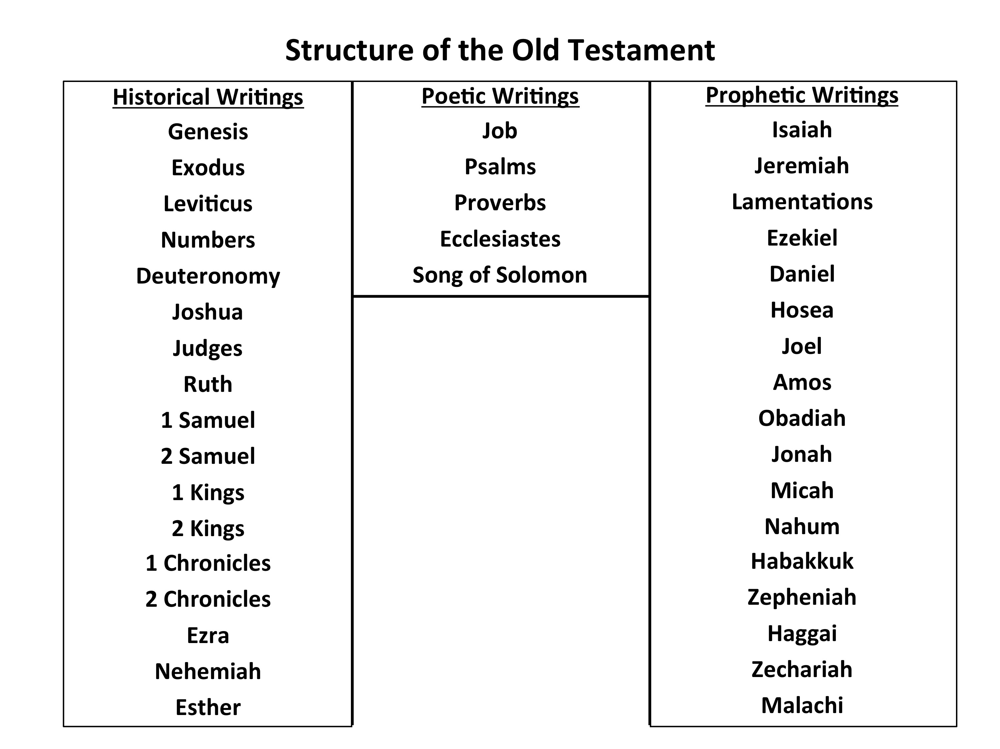 Structure of the Old Testament
Historical Writings
Genesis
Exodus
Leviticus
Numbers
Deuteronomy
Joshua
Judges
Ruth
1 Samuel
2 Samuel
1 Kings
2 Kings
1 Chronicles
2 Chronicles
Ezra
Nehemiah
Esther
Poetic Writings
Job
Psalms
Proverbs
Ecclesiastes
Song of Solomon
Prophetic Writings
Isaiah
Jeremiah
Lamentations
Ezekiel
Daniel
Hosea
Joel
Amos
Obadiah
Jonah
Micah
Nahum
Habakkuk
Zepheniah
Haggai
Zechariah
Malachi